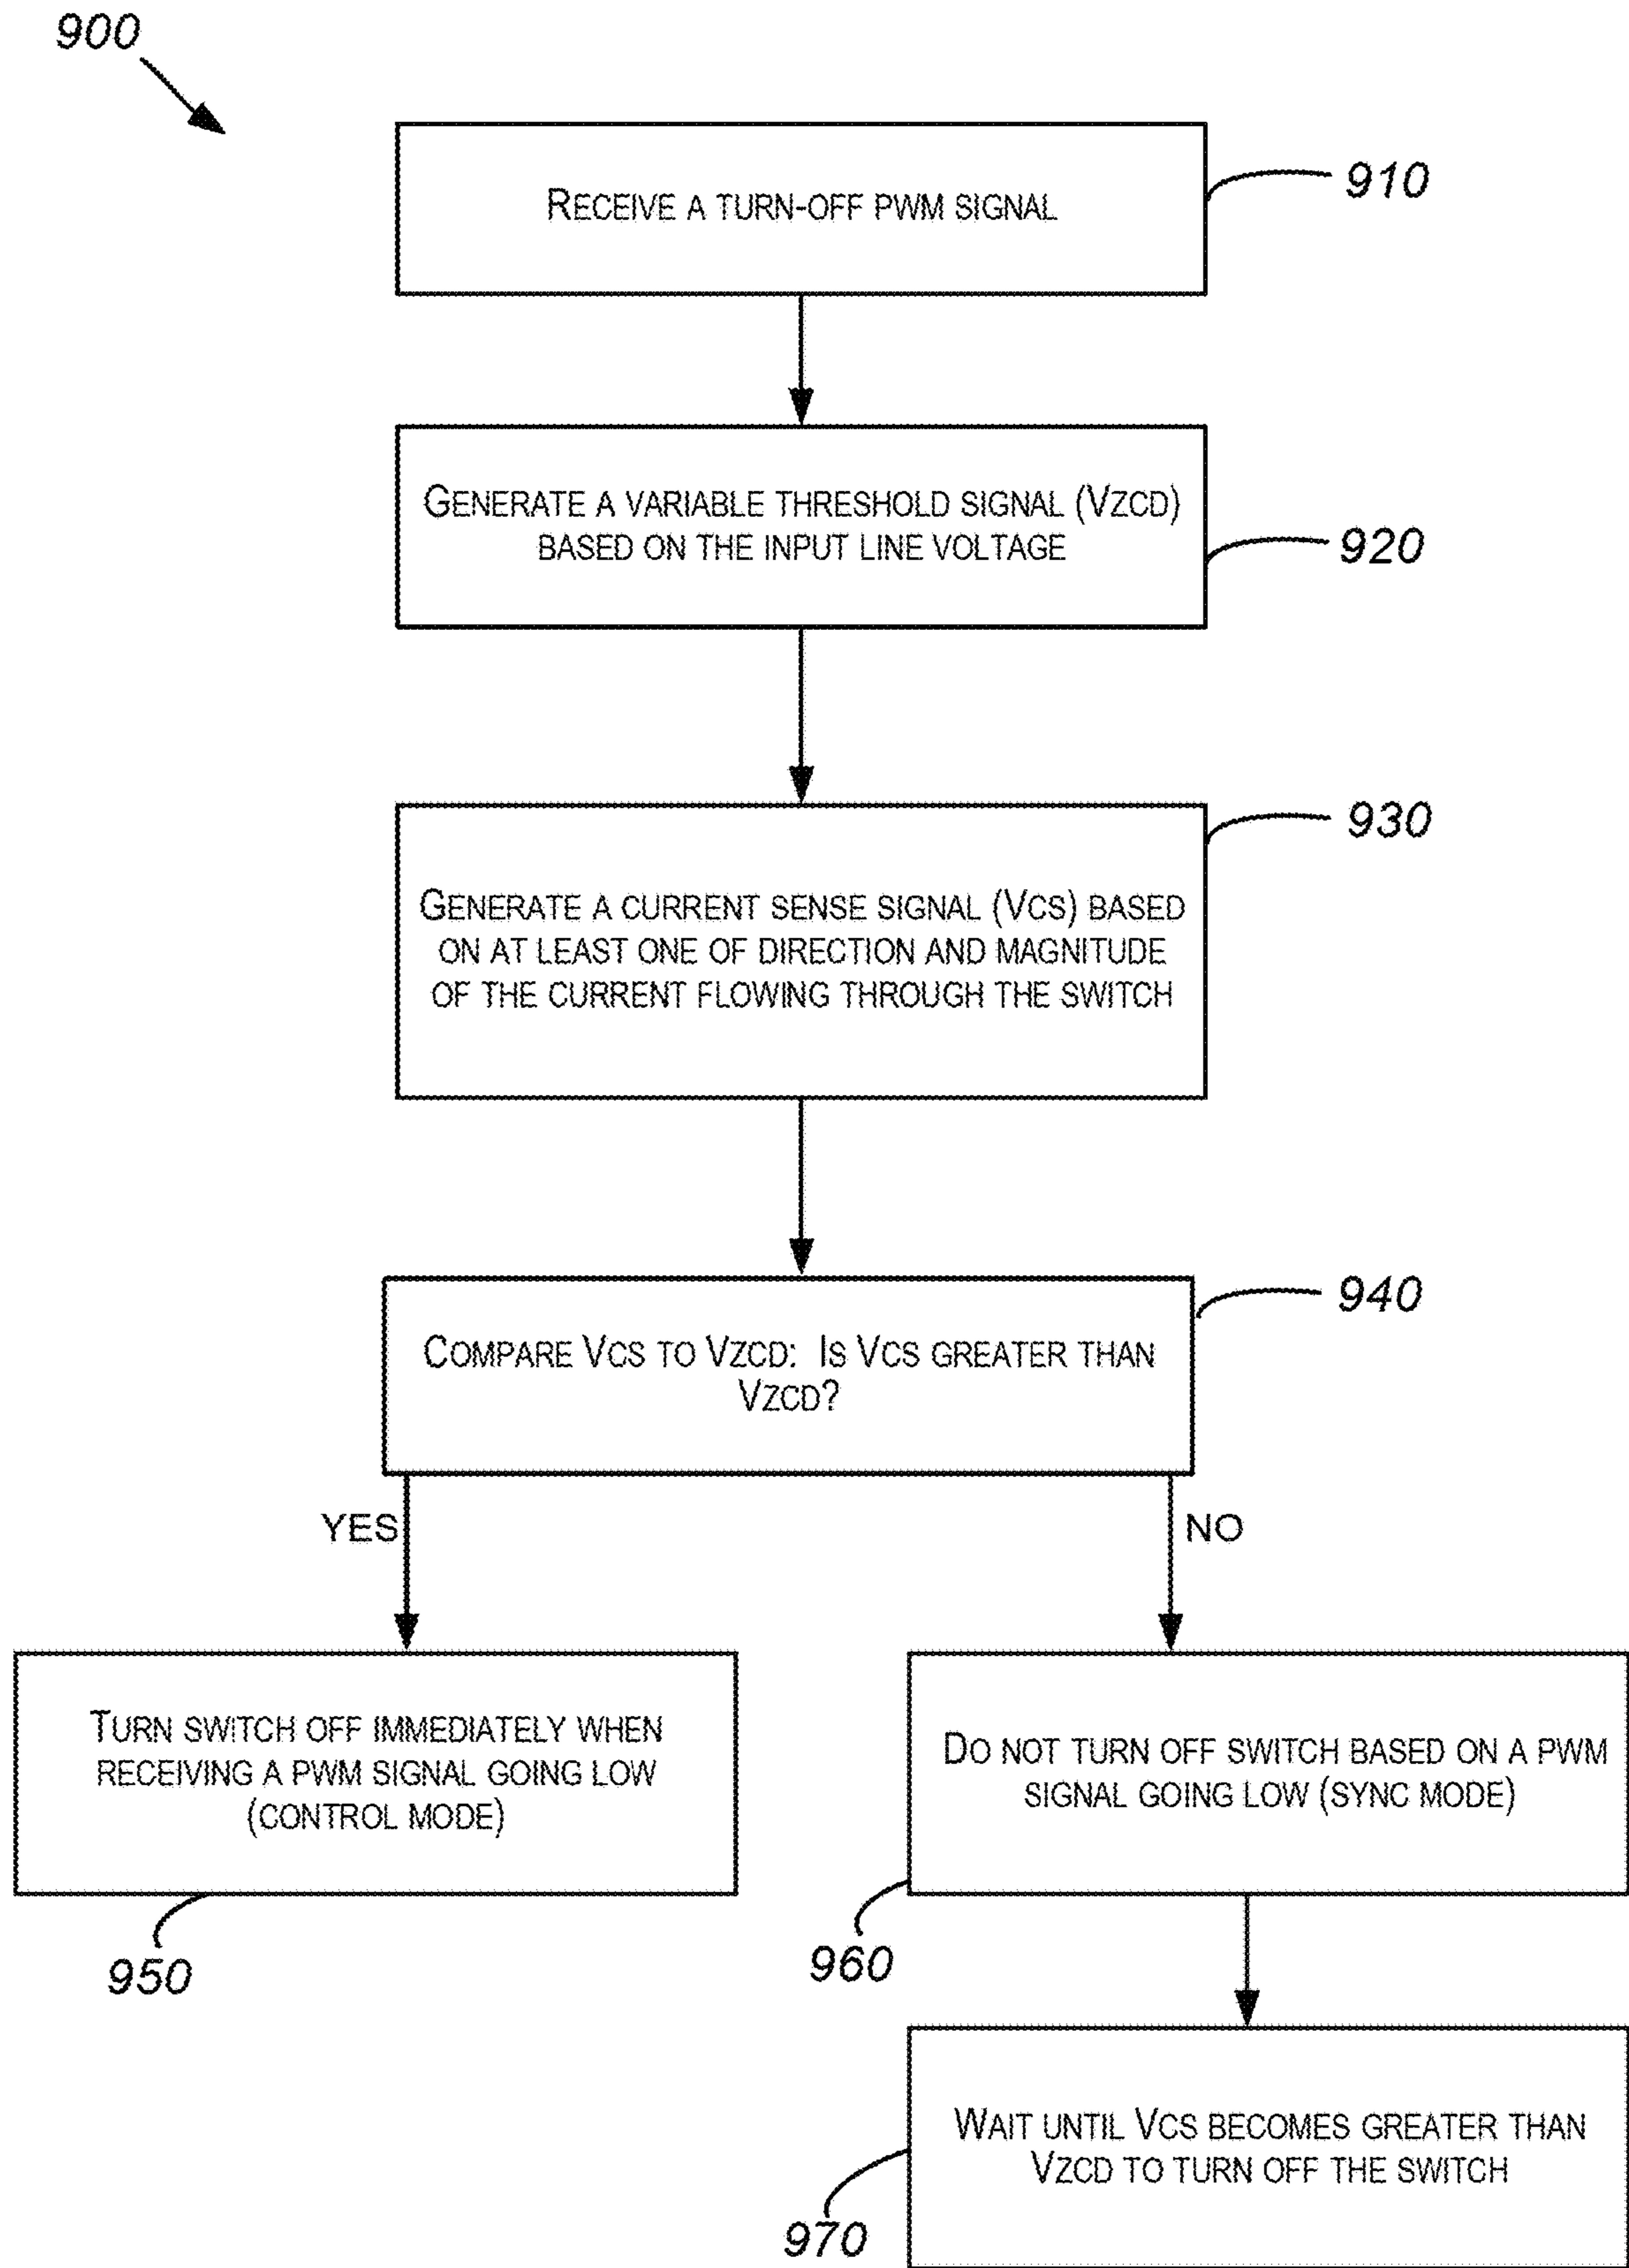 900
RECEIVE A TURN-OFF PWM SIGNAL
910
GENERATE A VARIABLE THRESHOLD SIGNAL (VZCD)
BASED ON THE INPUT LINE VOLTAGE
920
GENERATE A CURRENT SENSE SIGNAL (VCS) BASED
ON AT LEAST ONE OF DIRECTION AND MAGNITUDE
OF THE CURRENT FLOWING THROUGH THE SWITCH
930
COMPARE VCS TO VZCD: IS VCS GREATER THAN
VZCD?
940
YES
NO
TURN SWITCH OFF IMMEDIATELY WHEN
RECEIVING A PWM SIGNAL GOING LOW
(CONTROL MODE)
950
DO NOT TURN OFF SWITCH BASED ON A PWM
SIGNAL GOING LOW (SYNC MODE)
960
WAIT UNTIL VCS BECOMES GREATER THAN
VZCD TO TURN OFF THE SWITCH
970